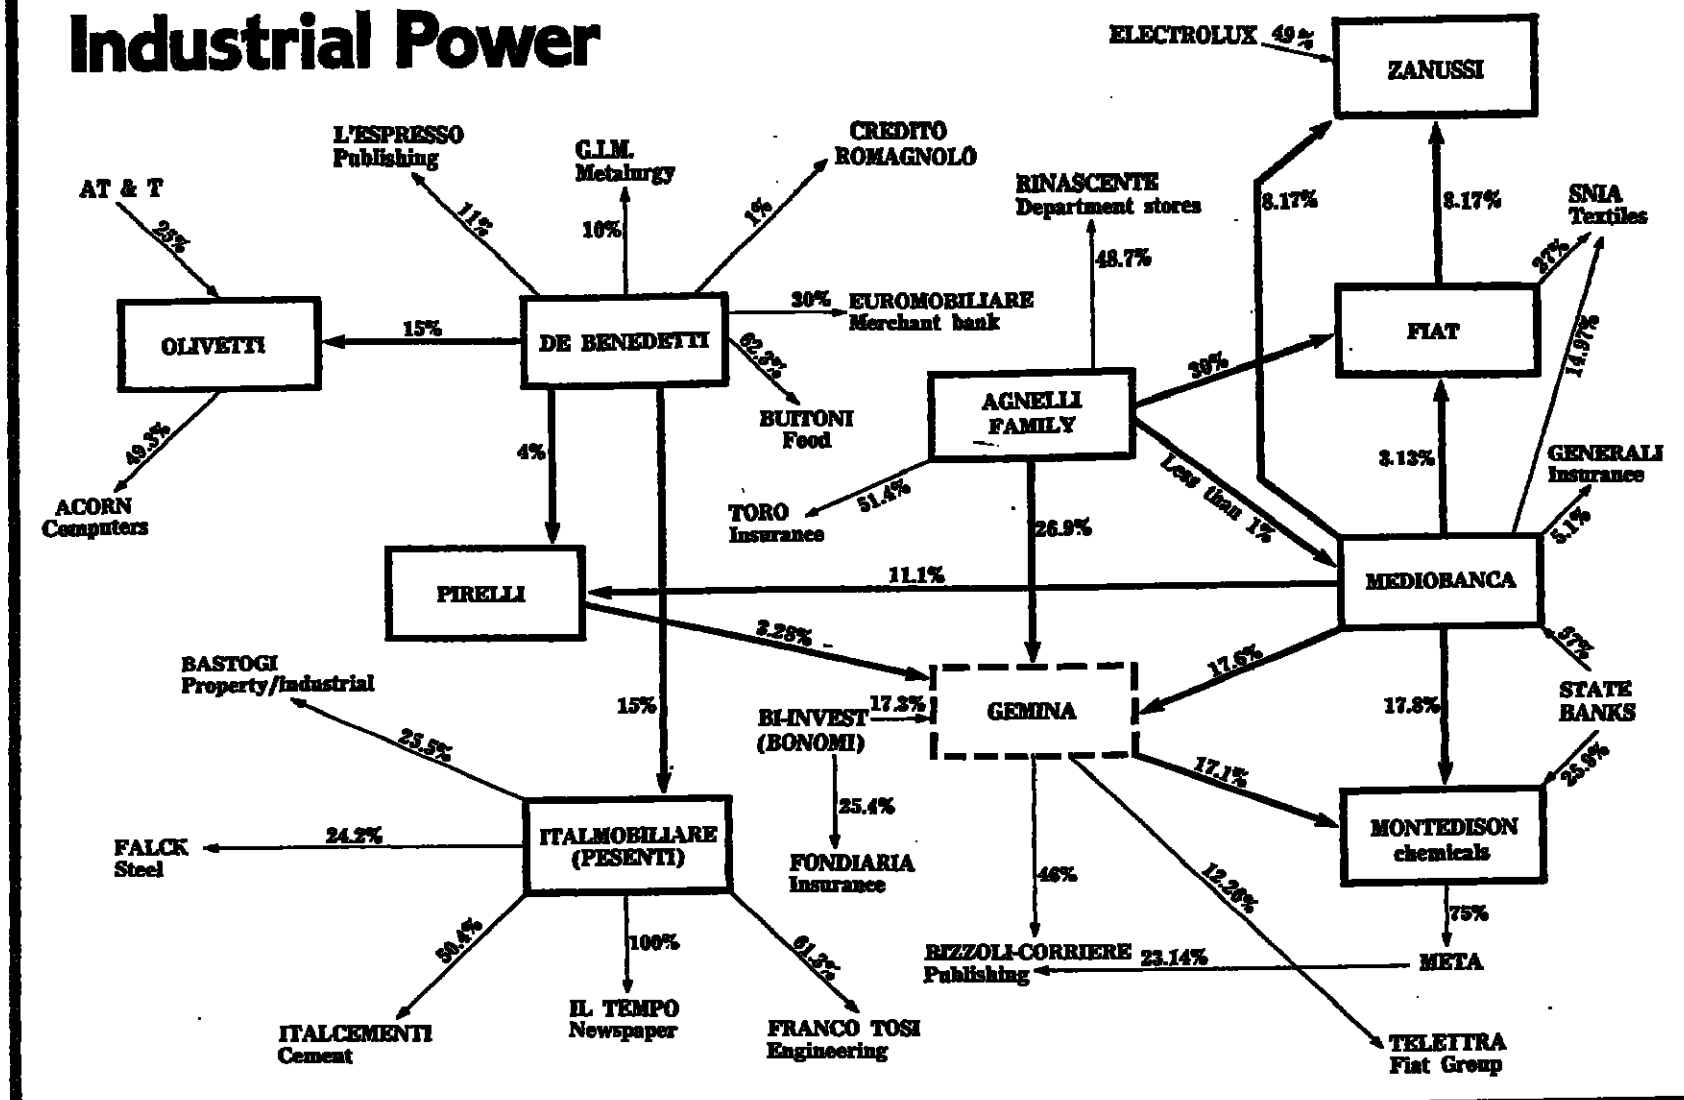 Industrial Power
ELECTROLUX 49%
ZANUSSI
L'ESPRESSO
Publishing
G.I.M.
Metalurgy
CREDITO
ROMAGNOLO
AT & T
RINASCENTE
Department stores
SNIA
Textiles
25%
11%
10%
1%
8.17%
8.17%
48.7%
27%
OLIVETTI
15%
DE BENEDETTI
30%
EUROMOBILIARE
Merchant bank
FIAT
14.97%
62.3%
39%
AGNELLI
FAMILY
BUITONI
Food
49.3%
4%
3.13%
GENERALI
Insurance
ACORN
Computers
TORO
Insurance
51.4%
Less than 1%
26.9%
5.1%
PIRELLI
11.1%
MEDIOBANCA
2.28%
57%
BASTOGI
Property/industrial
17.6%
STATE
BANKS
15%
BI-INVEST
(BONOMI)
17.3%
GEMINA
17.8%
25.5%
17.1%
25.9%
25.4%
FALCK
Steel
24.2%
ITALMOBILIARE
(PESENTI)
MONTEDISON
chemicals
FONDIARIA
Insurance
46%
12.26%
50.4%
100%
61.3%
75%
BIZZOLI-CORRIERE
Publishing
23.14%
META
ITALCEMENTI
Cement
IL TEMPO
Newspaper
FRANCO TOSI
Engineering
TELETTRA
Fiat Group